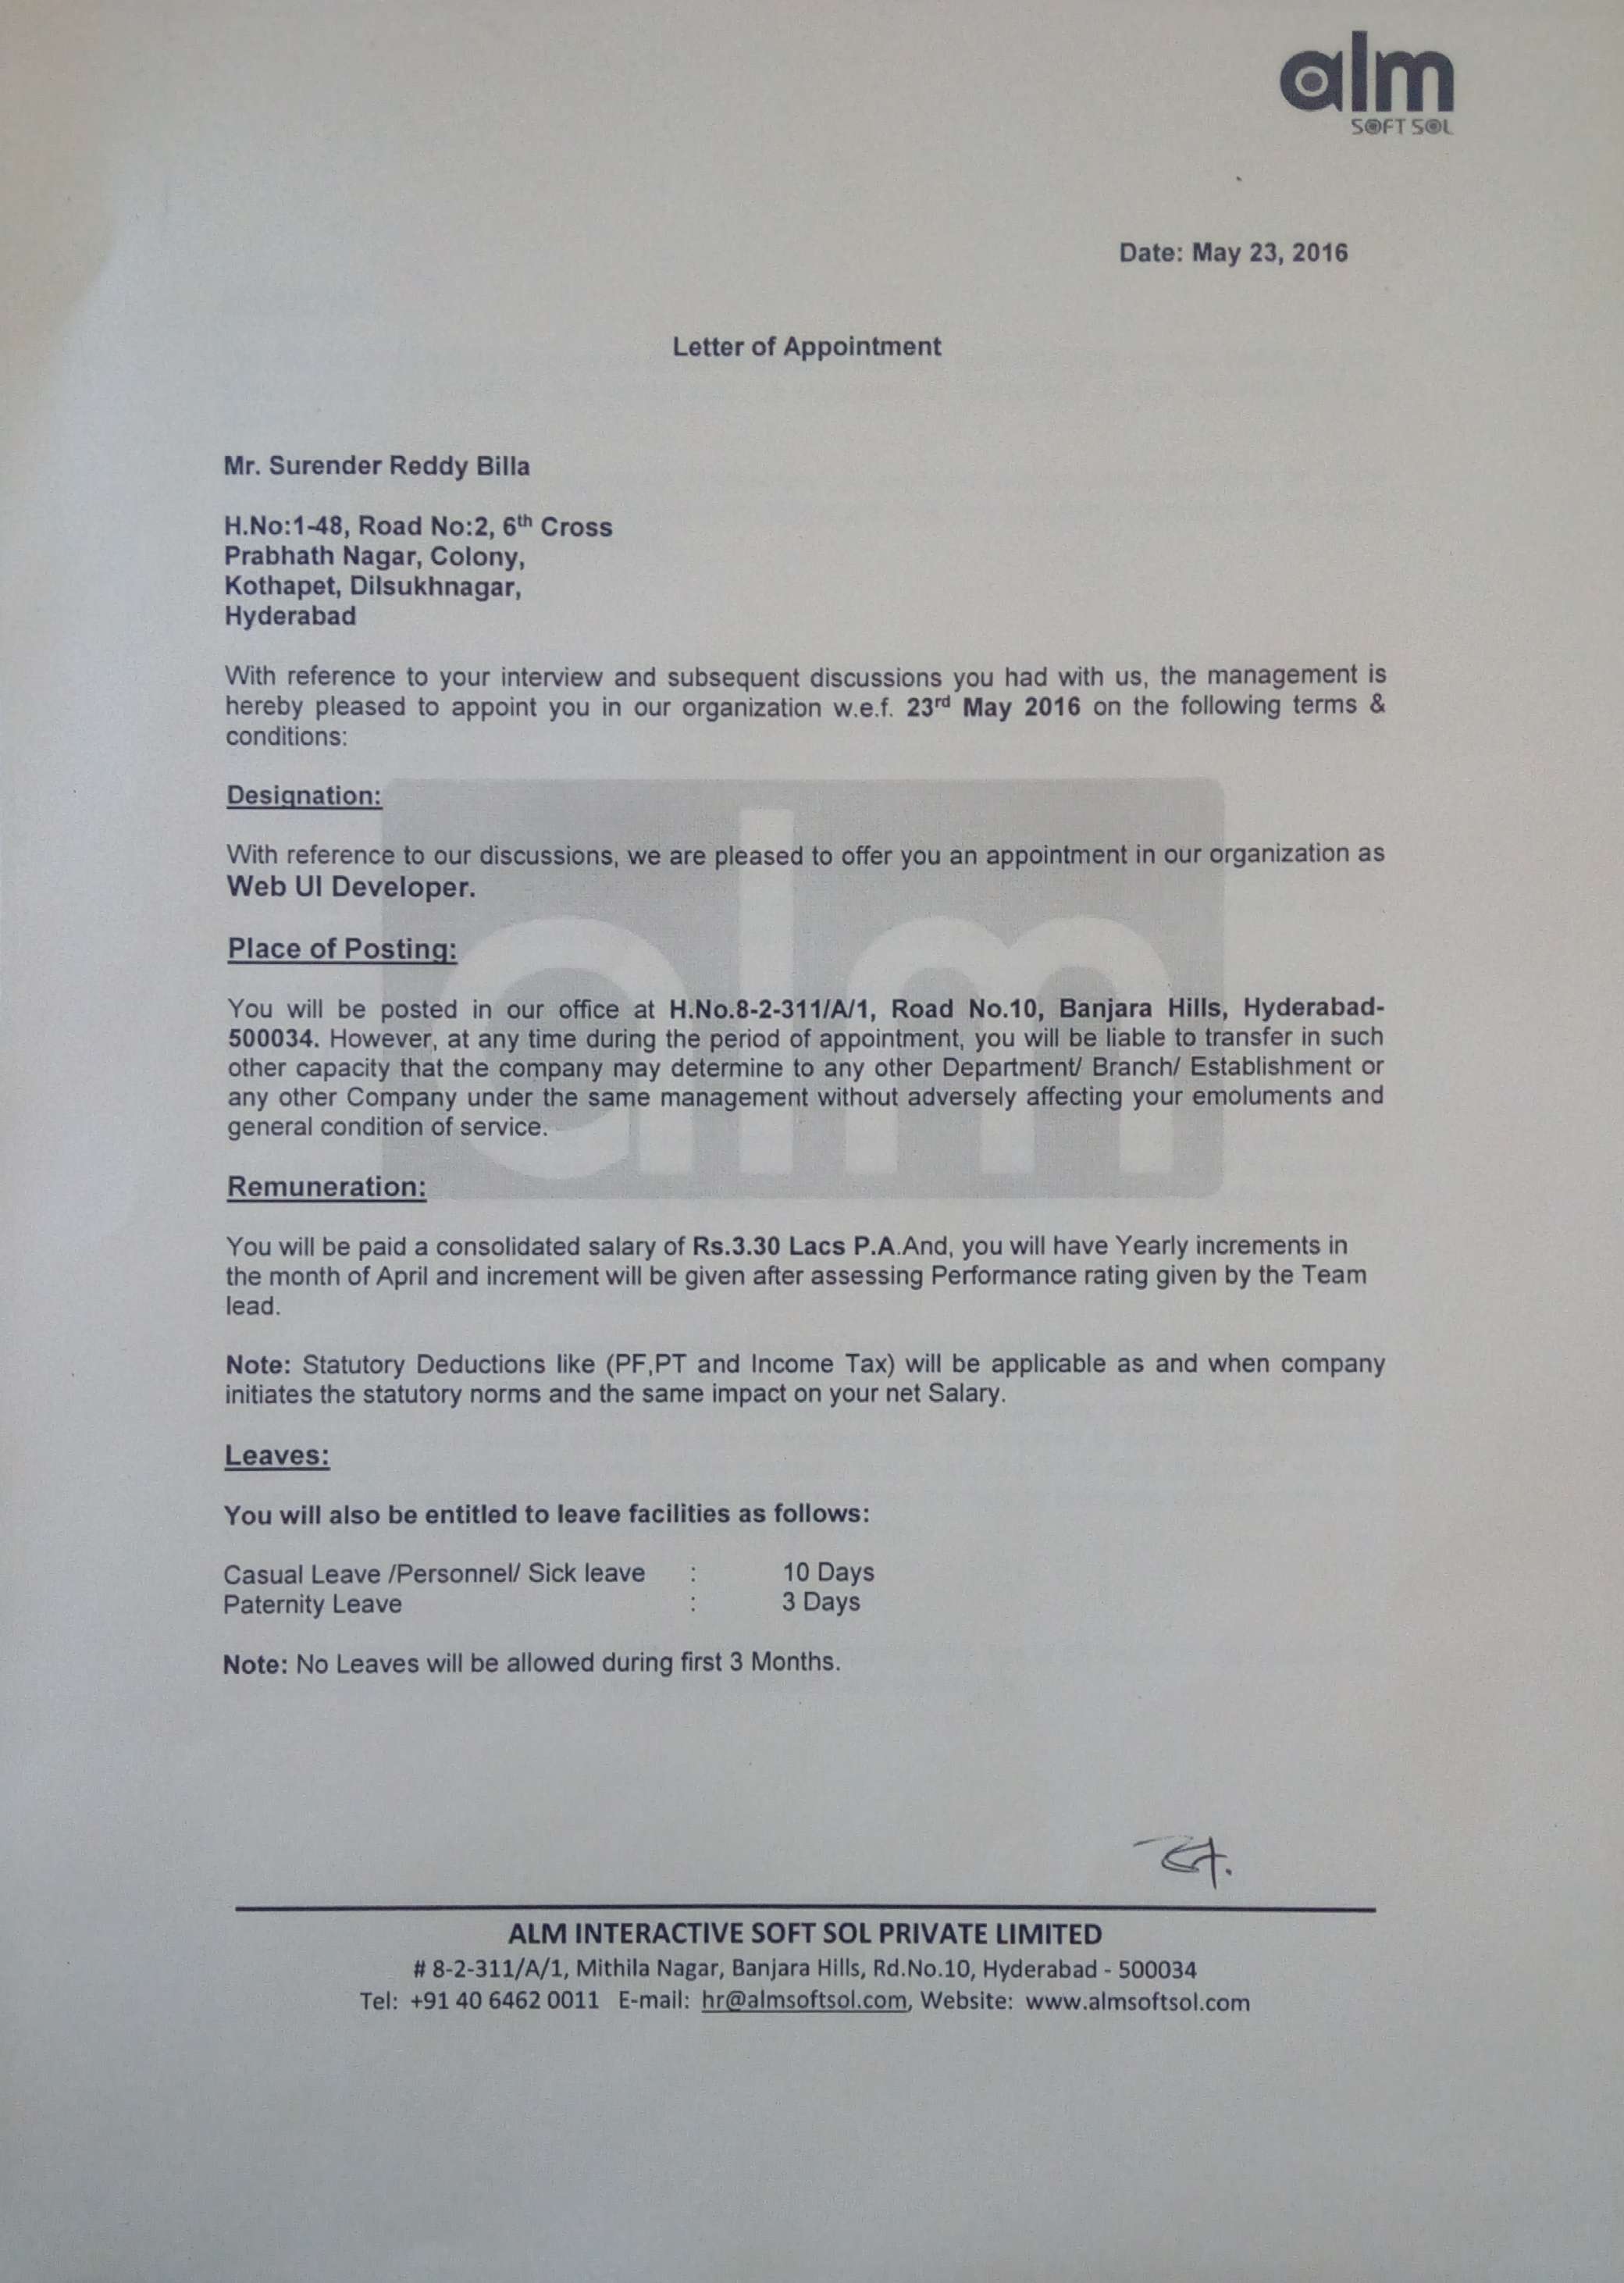 alm
SOFT SOL
Date: May 23, 2016
Letter of Appointment
Mr. Surender Reddy Billa
H.No:1-48, Road No:2, 6th Cross
Prabhath Nagar, Colony,
Kothapet, Dilsukhnagar,
Hyderabad
With reference to your interview and subsequent discussions you had with us, the management is
hereby pleased to appoint you in our organization w.e.f. 23rd May 2016 on the following terms &
conditions:
Designation:
With reference to our discussions, we are pleased to offer you an appointment in our organization as
Web UI Developer.
Place of Posting:
You will be posted in our office at H.No.8-2-311/A/1, Road No.10, Banjara Hills, Hyderabad-
500034. However, at any time during the period of appointment, you will be liable to transfer in such
other capacity that the company may determine to any other Department/ Branch/ Establishment or
any other Company under the same management without adversely affecting your emoluments and
general condition of service.
alm
Remuneration:
You will be paid a consolidated salary of Rs.3.30 Lacs P.A.And, you will have Yearly increments in
the month of April and increment will be given after assessing Performance rating given by the Team
lead.
Note: Statutory Deductions like (PF,PT and Income Tax) will be applicable as and when company
initiates the statutory norms and the same impact on your net Salary.
Leaves:
You will also be entitled to leave facilities as follows:
Casual Leave /Personnel/ Sick leave : 10 Days
Paternity Leave : 3 Days
Note: No Leaves will be allowed during first 3 Months.
ALM INTERACTIVE SOFT SOL PRIVATE LIMITED
# 8-2-311/A/1, Mithila Nagar, Banjara Hills, Rd.No.10, Hyderabad - 500034
Tel: +91 40 6462 0011 E-mail: hr@almsoftsol.com, Website: www.almsoftsol.com